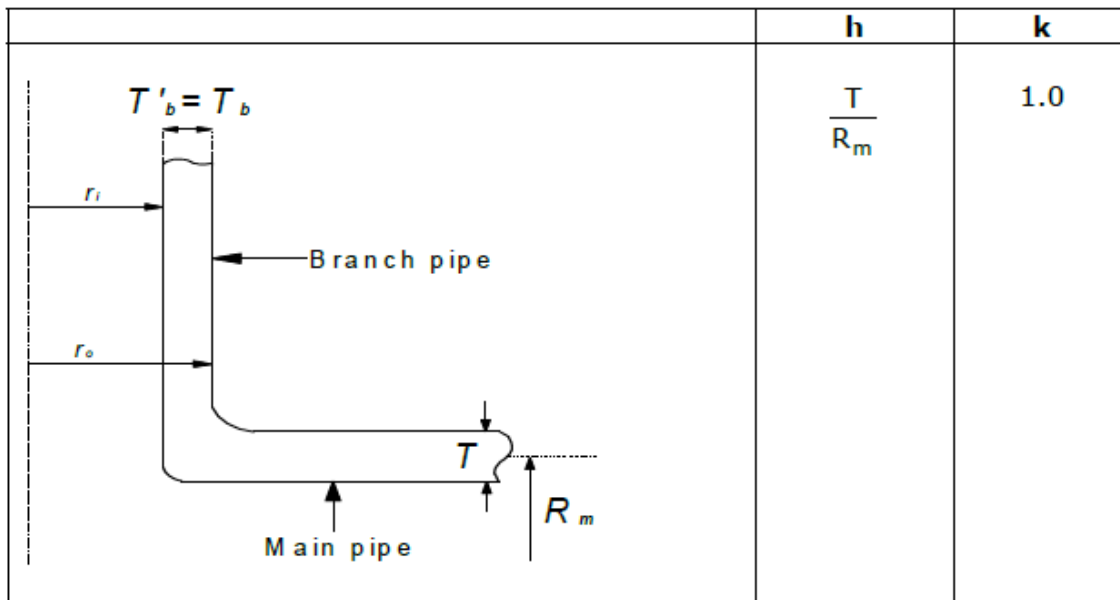 h k
T'b = Tb
T
Rm
1.0
ri
Branch pipe
ro
T
Rm
Main pipe